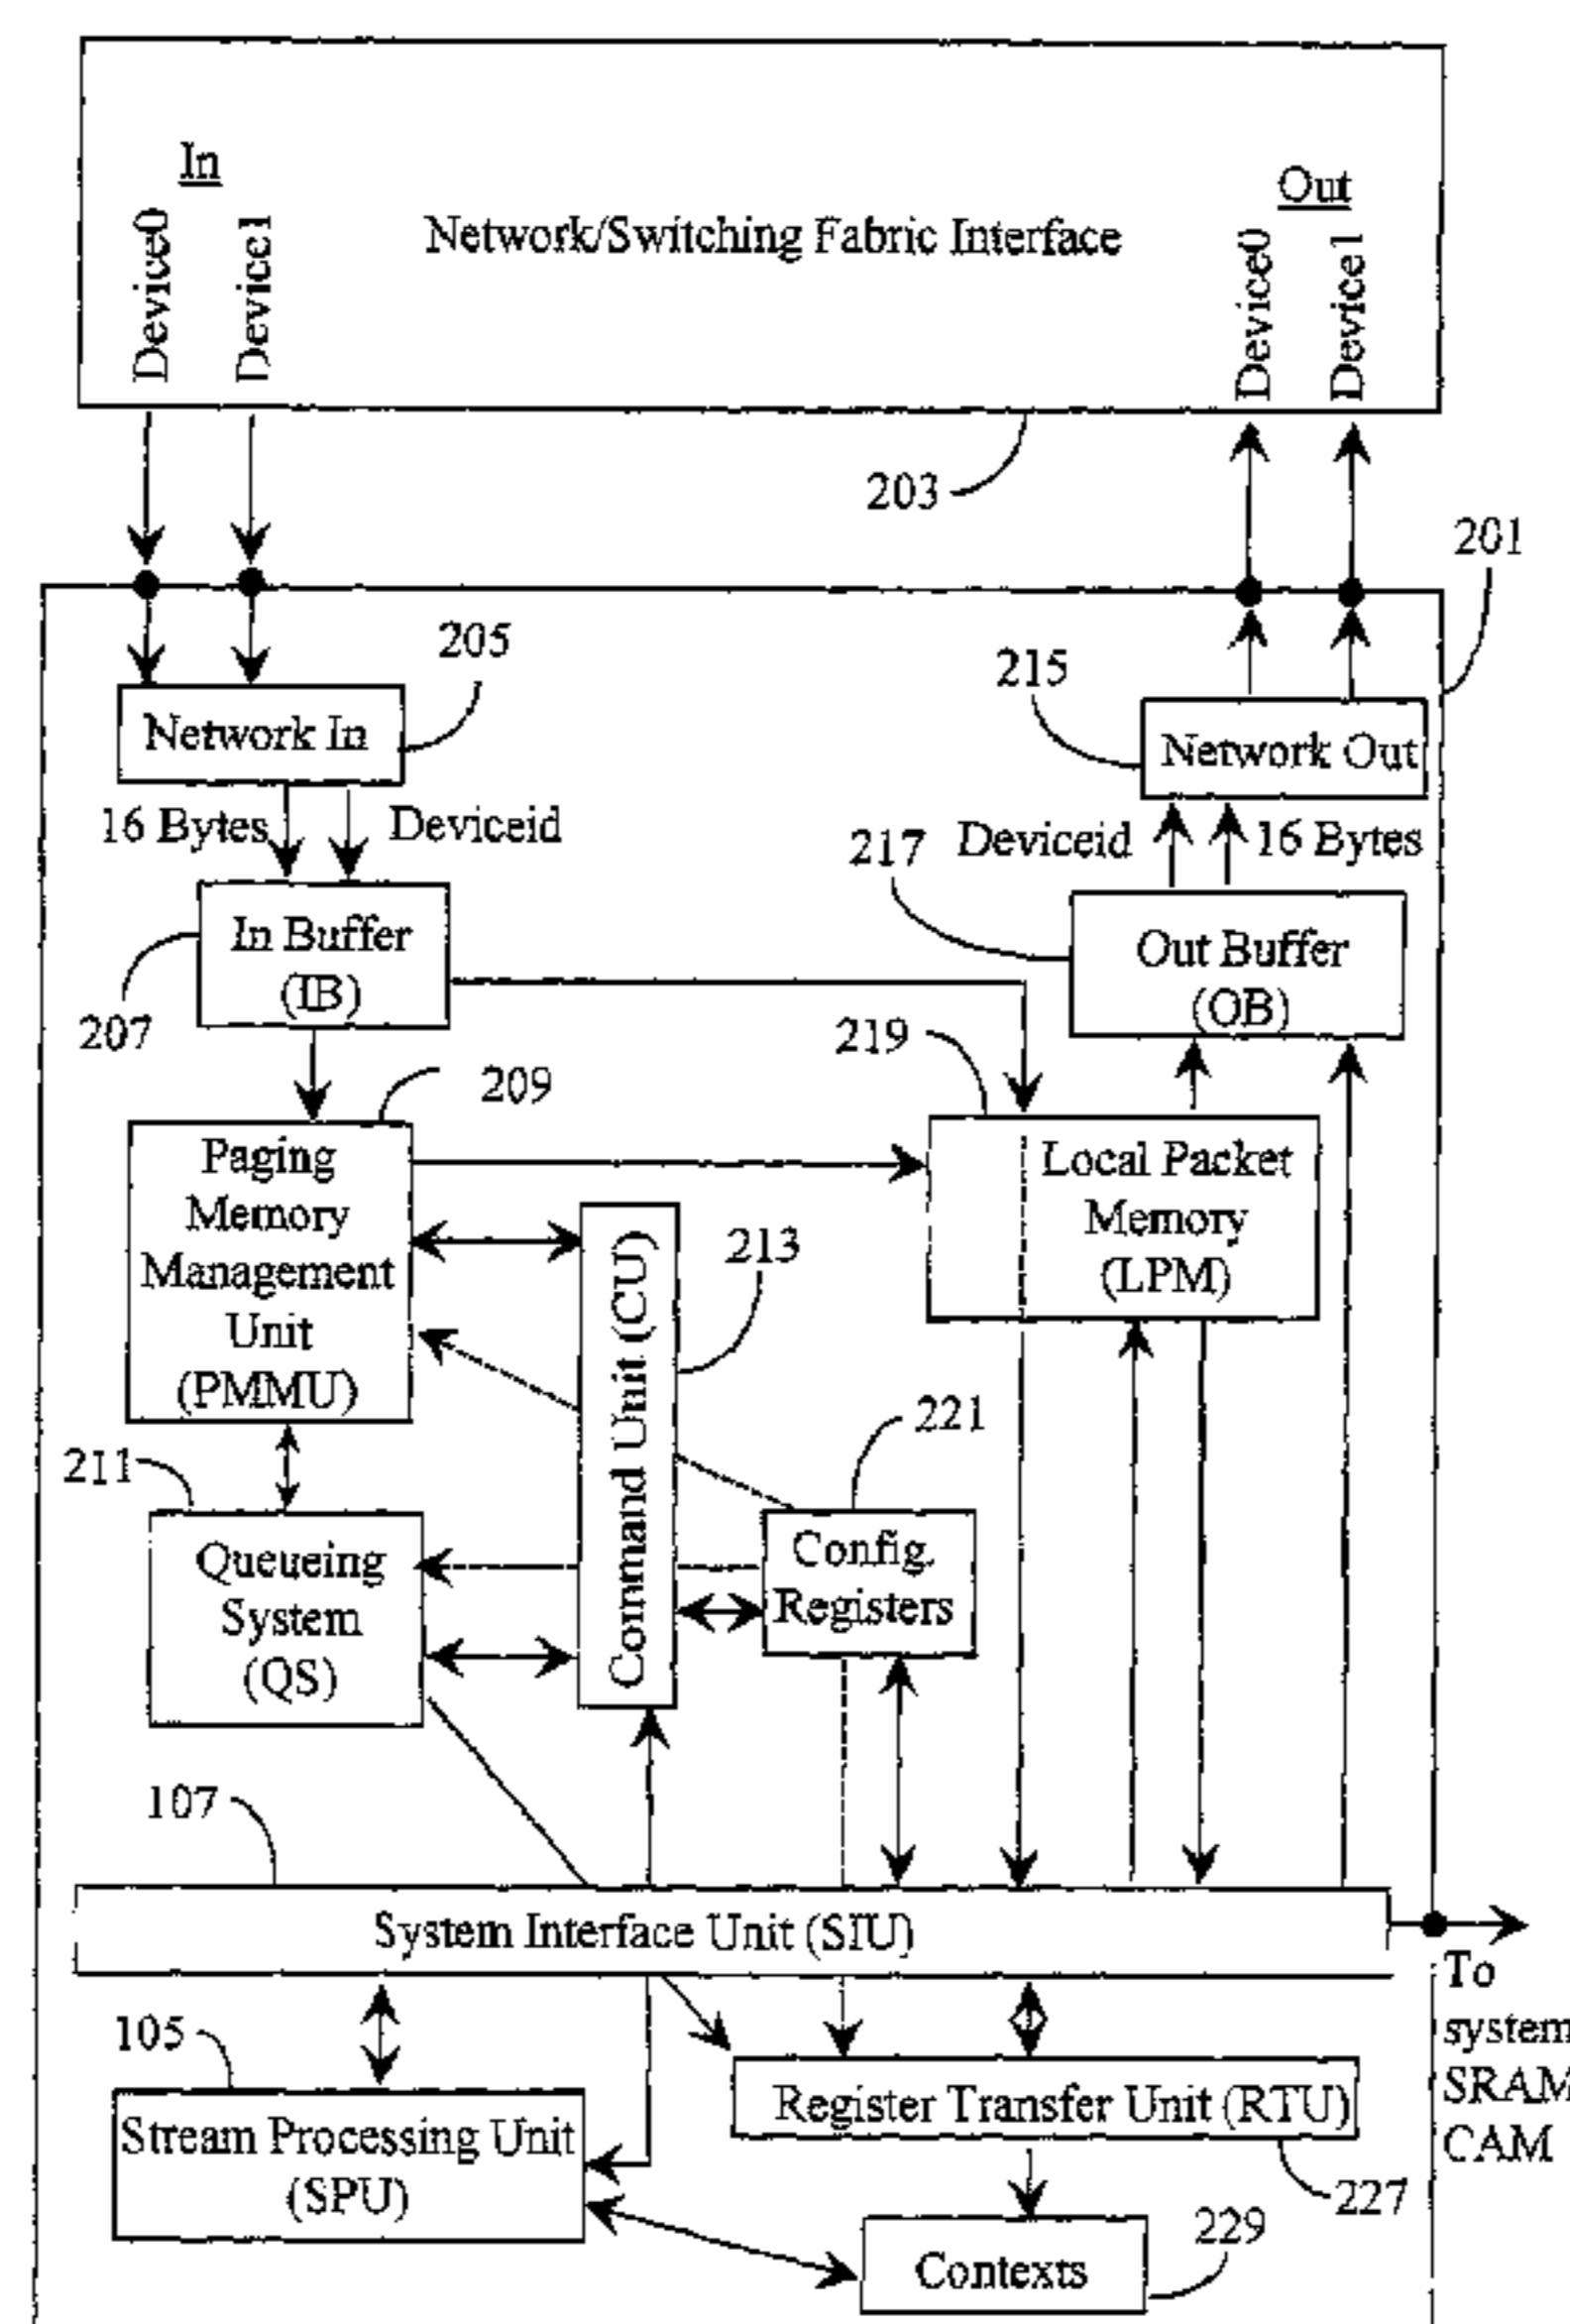 In
Out
Device0
Device1
Network/Switching Fabric Interface
Device0
Device1
203
201
205
215
Network In
Network Out
16 Bytes
Deviceid
217
Deviceid
16 Bytes
In Buffer
(IB)
Out Buffer
(OB)
207
219
209
Paging
Memory
Management
Unit
(PMMU)
Local Packet
Memory
(LPM)
213
Command Unit (CU)
221
211
Queueing
System
(QS)
Config.
Registers
107
System Interface Unit (SIU)
To
system
SRAM
CAM
105
Register Transfer Unit (RTU)
Stream Processing Unit
(SPU)
227
229
Contexts